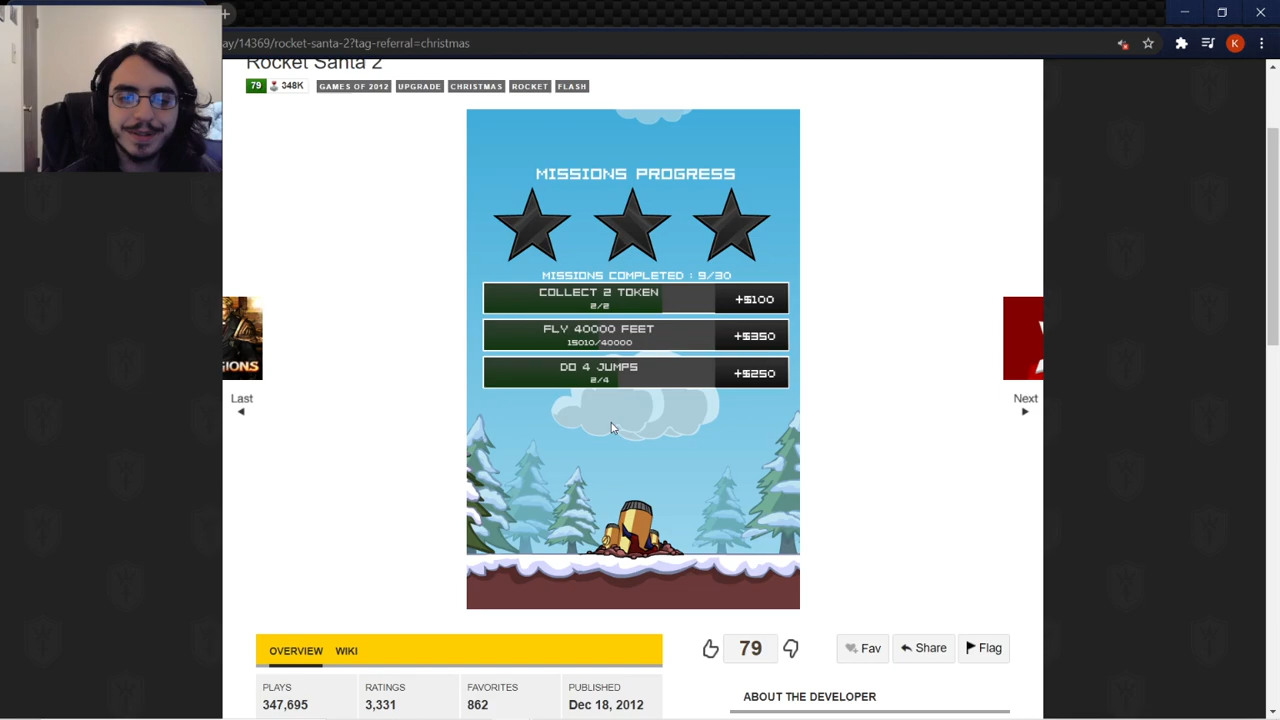 ay/14369/rocket-santa-2?tag-referral=christmas
K
Rocket Santa 2
79 348K GAMES OF 2012 UPGRADE CHRISTMAS ROCKET FLASH
MISSIONS PROGRESS
MISSIONS COMPLETED : 9/30
COLLECT 2 TOKEN
2/2
+$100
FLY 40000 FEET
15010/40000
+$350
DO 4 JUMPS
2/4
+$250
IONS
Last
Next
OVERVIEW WIKI
79
Fav
Share
Flag
PLAYS RATINGS FAVORITES PUBLISHED
347,695 3,331 862 Dec 18, 2012
ABOUT THE DEVELOPER